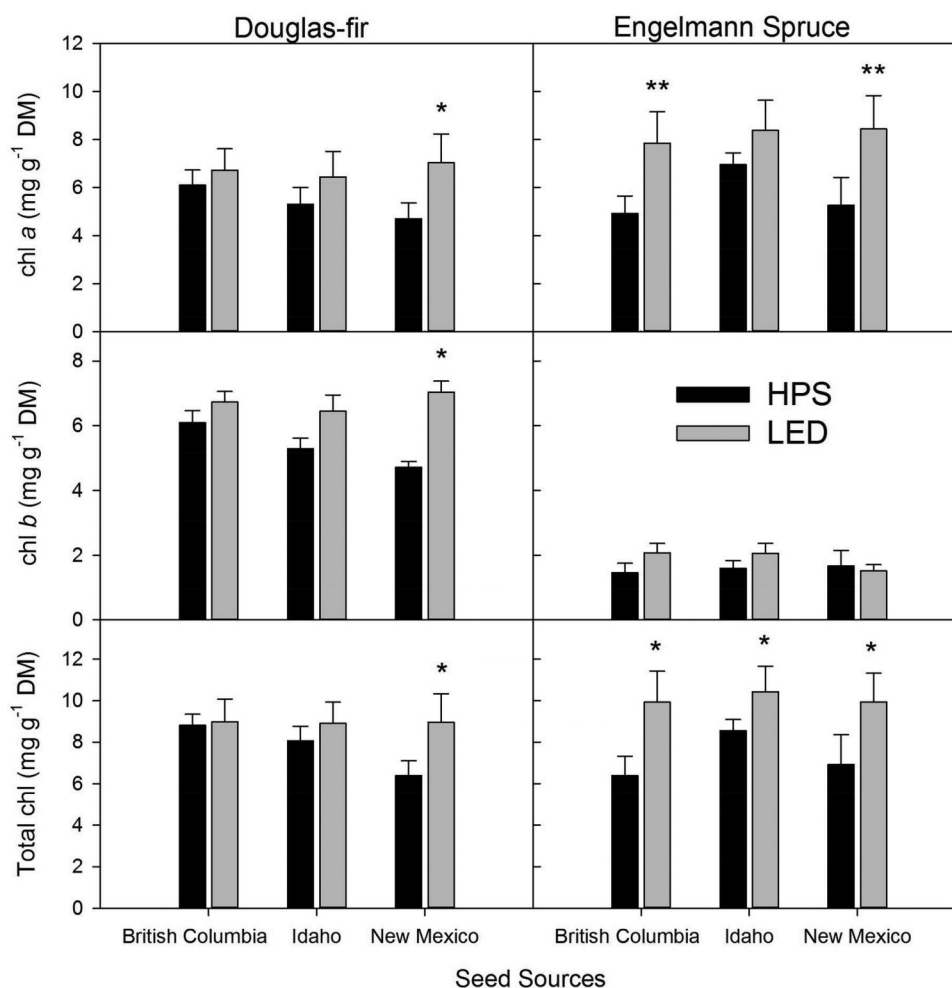 Douglas-fir
Engelmann Spruce
chl a (mg g⁻¹ DM)
12
10
8
6
4
2
0
*
**
**
chl b (mg g⁻¹ DM)
8
6
4
2
0
*
HPS
LED
Total chl (mg g⁻¹ DM)
12
10
8
6
4
2
0
*
*
*
*
British Columbia Idaho New Mexico
British Columbia Idaho New Mexico
Seed Sources